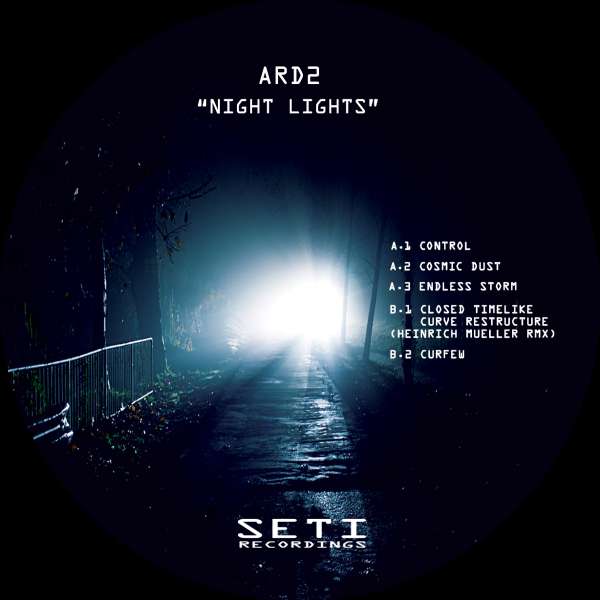 ARD2
“NIGHT LIGHTS”
A.1 CONTROL
A.2 COSMIC DUST
A.3 ENDLESS STORM
B.1 CLOSED TIMELIKE
CURVE RESTRUCTURE
(HEINRICH MUELLER RMX)
B.2 CURFEW
SETI
RECORDINGS